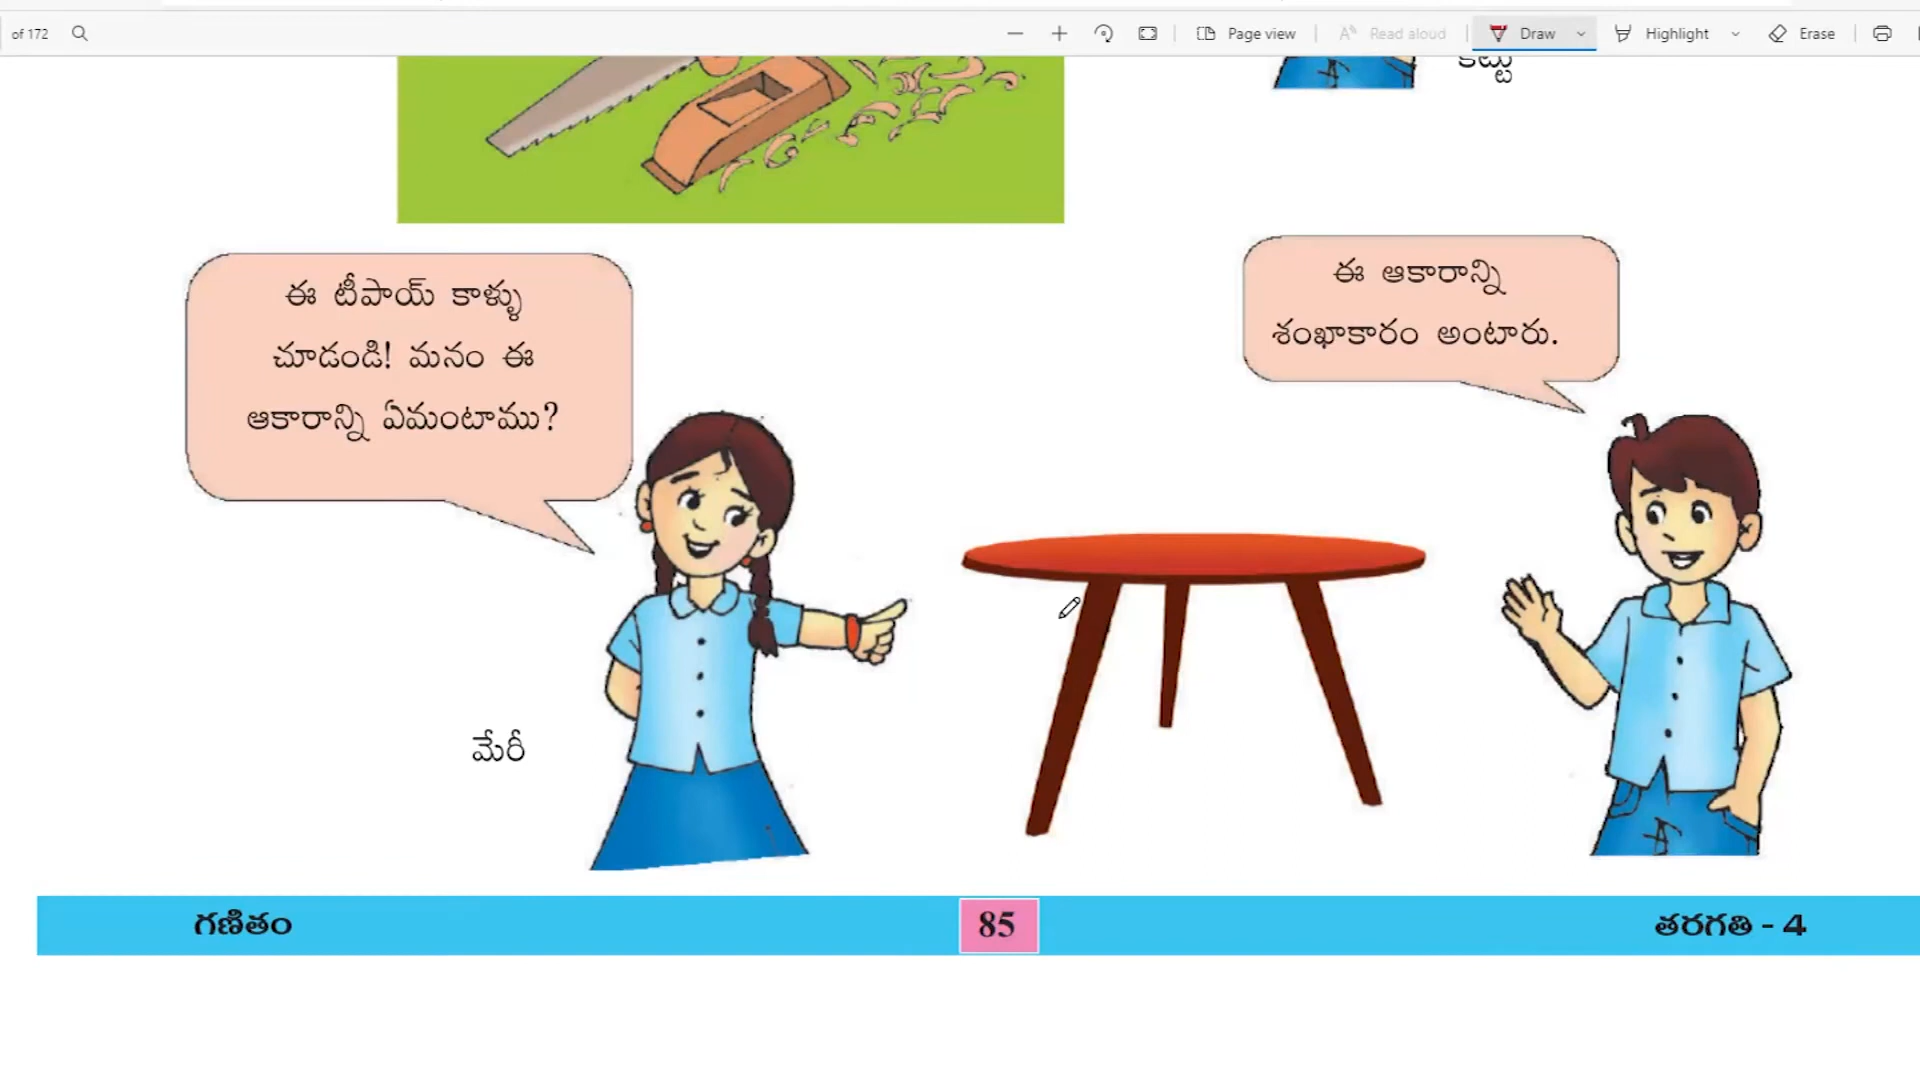 of 172
Page view
Read aloud
Draw
Highlight
Erase
ఈ టీపాయ్ కాళ్ళు
చూడండి! మనం ఈ
ఆకారాన్ని ఏమంటాము?
ఈ ఆకారాన్ని
శంఖాకారం అంటారు.
మేరీ
గణితం
85
తరగతి - 4